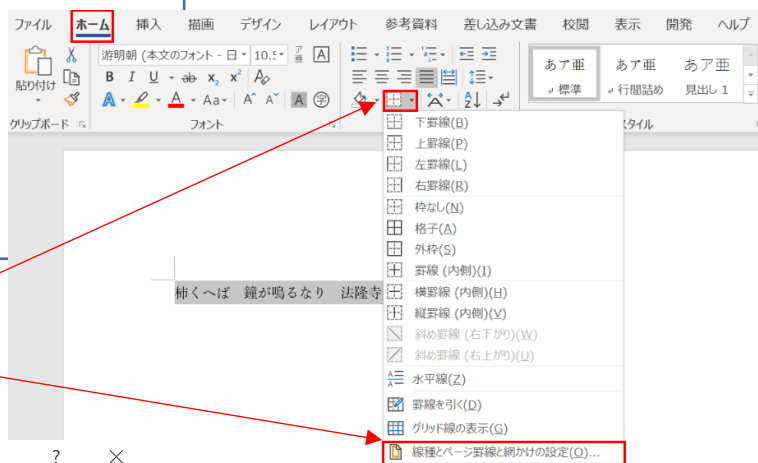 ファイル ホーム 挿入 描画 デザイン レイアウト 参考資料 差し込み文書 校閲 表示 開発 ヘルプ
游明朝 (本文のフォント - 日 10.5
B I U ab x₂ x² A
A A Aa A A A 字
貼り付け
あア亜 あア亜 あア亜
標準 行間詰め 見出し 1
クリップボード フォント スタイル
下罫線(B)
上罫線(P)
左罫線(L)
右罫線(R)
枠なし(N)
格子(A)
外枠(S)
罫線 (内側)(I)
柿くへば 鐘が鳴るなり 法隆寺
横罫線 (内側)(H)
縦罫線 (内側)(V)
斜め罫線 (右下がり)(W)
斜め罫線 (右上がり)(U)
水平線(Z)
罫線を引く(D)
グリッド線の表示(G)
線種とページ罫線と網かけの設定(O)...
?